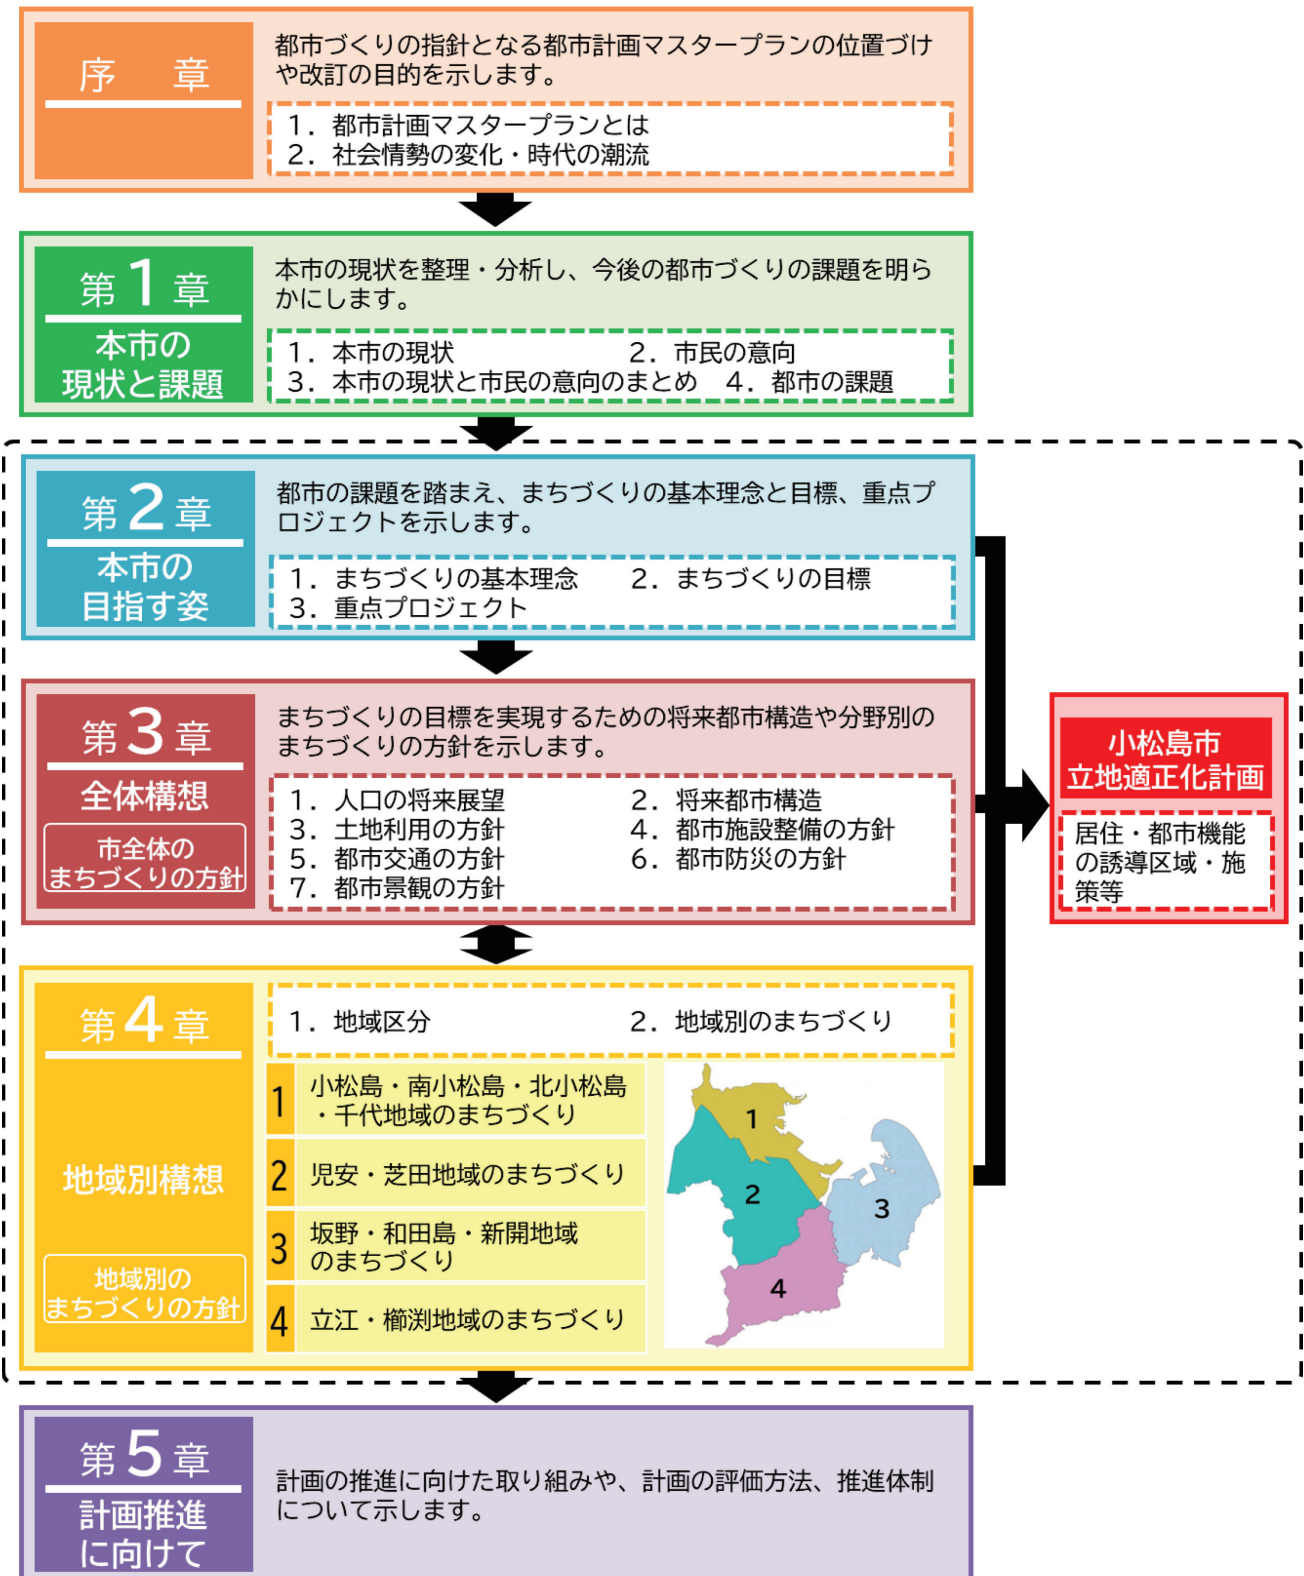 序　章
都市づくりの指針となる都市計画マスタープランの位置づけ
や改訂の目的を示します。
1．都市計画マスタープランとは
2．社会情勢の変化・時代の潮流
第1章
本市の
現状と課題
本市の現状を整理・分析し、今後の都市づくりの課題を明ら
かにします。
1．本市の現状　2．市民の意向
3．本市の現状と市民の意向のまとめ　4．都市の課題
第2章
本市の
目指す姿
都市の課題を踏まえ、まちづくりの基本理念と目標、重点プ
ロジェクトを示します。
1．まちづくりの基本理念　2．まちづくりの目標
3．重点プロジェクト
第3章
全体構想
市全体の
まちづくりの方針
まちづくりの目標を実現するための将来都市構造や分野別の
まちづくりの方針を示します。
1．人口の将来展望　2．将来都市構造
3．土地利用の方針　4．都市施設整備の方針
5．都市交通の方針　6．都市防災の方針
7．都市景観の方針
小松島市
立地適正化計画
居住・都市機能
の誘導区域・施
策等
第4章
地域別構想
地域別の
まちづくりの方針
1．地域区分　2．地域別のまちづくり
1
小松島・南小松島・北小松島
・千代地域のまちづくり
2
児安・芝田地域のまちづくり
3
坂野・和田島・新開地域
のまちづくり
4
立江・櫛渕地域のまちづくり
1
2
3
4
第5章
計画推進
に向けて
計画の推進に向けた取り組みや、計画の評価方法、推進体制
について示します。